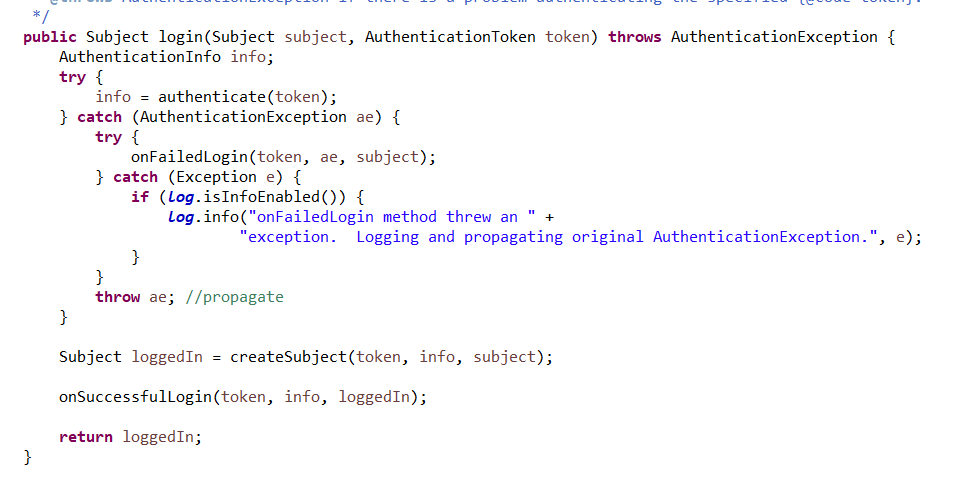 @throws AuthenticationException if there is a problem authenticating the specified {@code token}.
*/
public Subject login(Subject subject, AuthenticationToken token) throws AuthenticationException {
AuthenticationInfo info;
try {
info = authenticate(token);
} catch (AuthenticationException ae) {
try {
onFailedLogin(token, ae, subject);
} catch (Exception e) {
if (log.isInfoEnabled()) {
log.info("onFailedLogin method threw an " +
"exception.  Logging and propagating original AuthenticationException.", e);
}
}
throw ae; //propagate
}
Subject loggedIn = createSubject(token, info, subject);
onSuccessfulLogin(token, info, loggedIn);
return loggedIn;
}